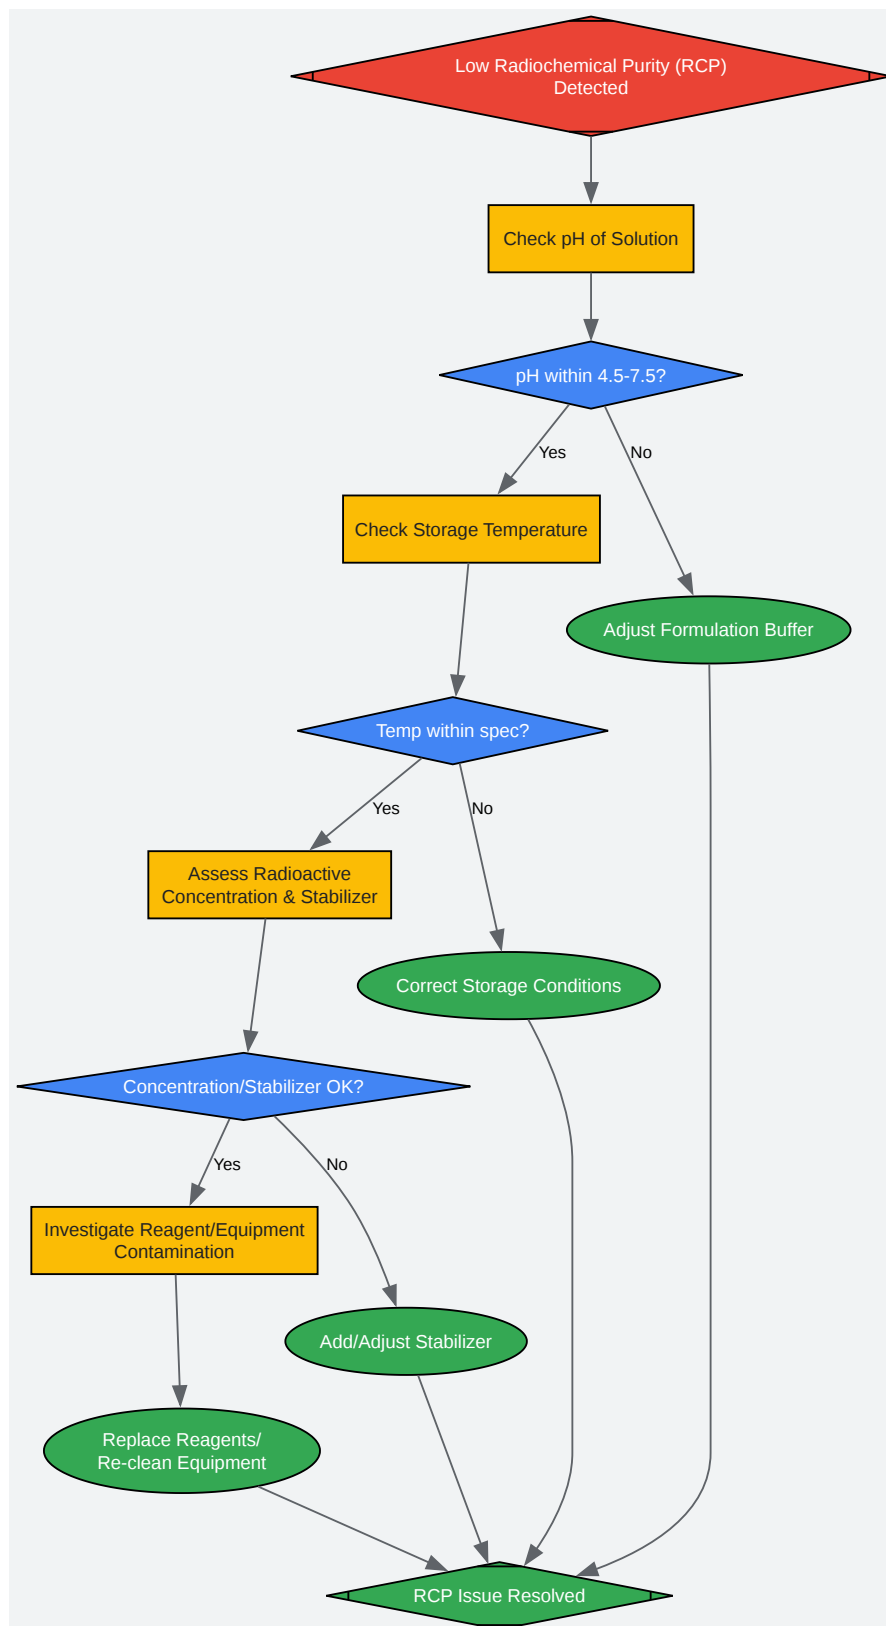 Low Radiochemical Purity (RCP)
Detected
Check pH of Solution
pH within 4.5-7.5?
Yes
No
Check Storage Temperature
Adjust Formulation Buffer
Temp within spec?
Yes
No
Assess Radioactive
Concentration & Stabilizer
Correct Storage Conditions
Concentration/Stabilizer OK?
Yes
No
Investigate Reagent/Equipment
Contamination
Add/Adjust Stabilizer
Replace Reagents/
Re-clean Equipment
RCP Issue Resolved